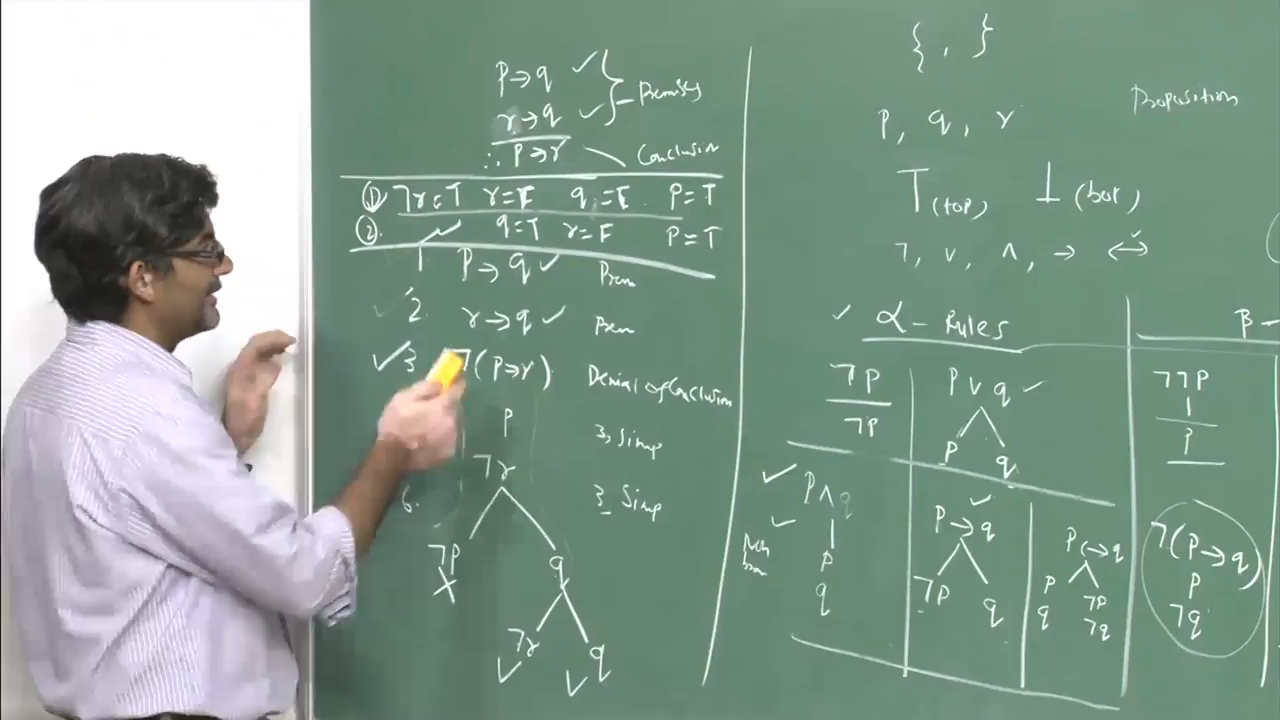 P→q ✓
r→q ✓ } Premises
∴ P→r Conclusion
① ¬r=T r=F q=F P=T
② q=T r=F P=T
1 P→q ✓ Prem
2. r→q ✓ Prem
✓ 3 ¬(P→r) Denial of Conclusion
P 3, Simp
¬r
6. 3 Simp
¬P q
X
¬r q
✓ ✓
{ , }
P, q, r
Proposition
⊤(top) ⊥(bot)
¬, ∨, ∧, → ↔
✓ α-Rules
β-
¬P
¬P
P∨q ✓
P q
¬¬P
P
✓ P∧q
P
q
P→q ✓
¬P q
P↔q
P ¬P
q ¬q
¬(P→q)
P
¬q